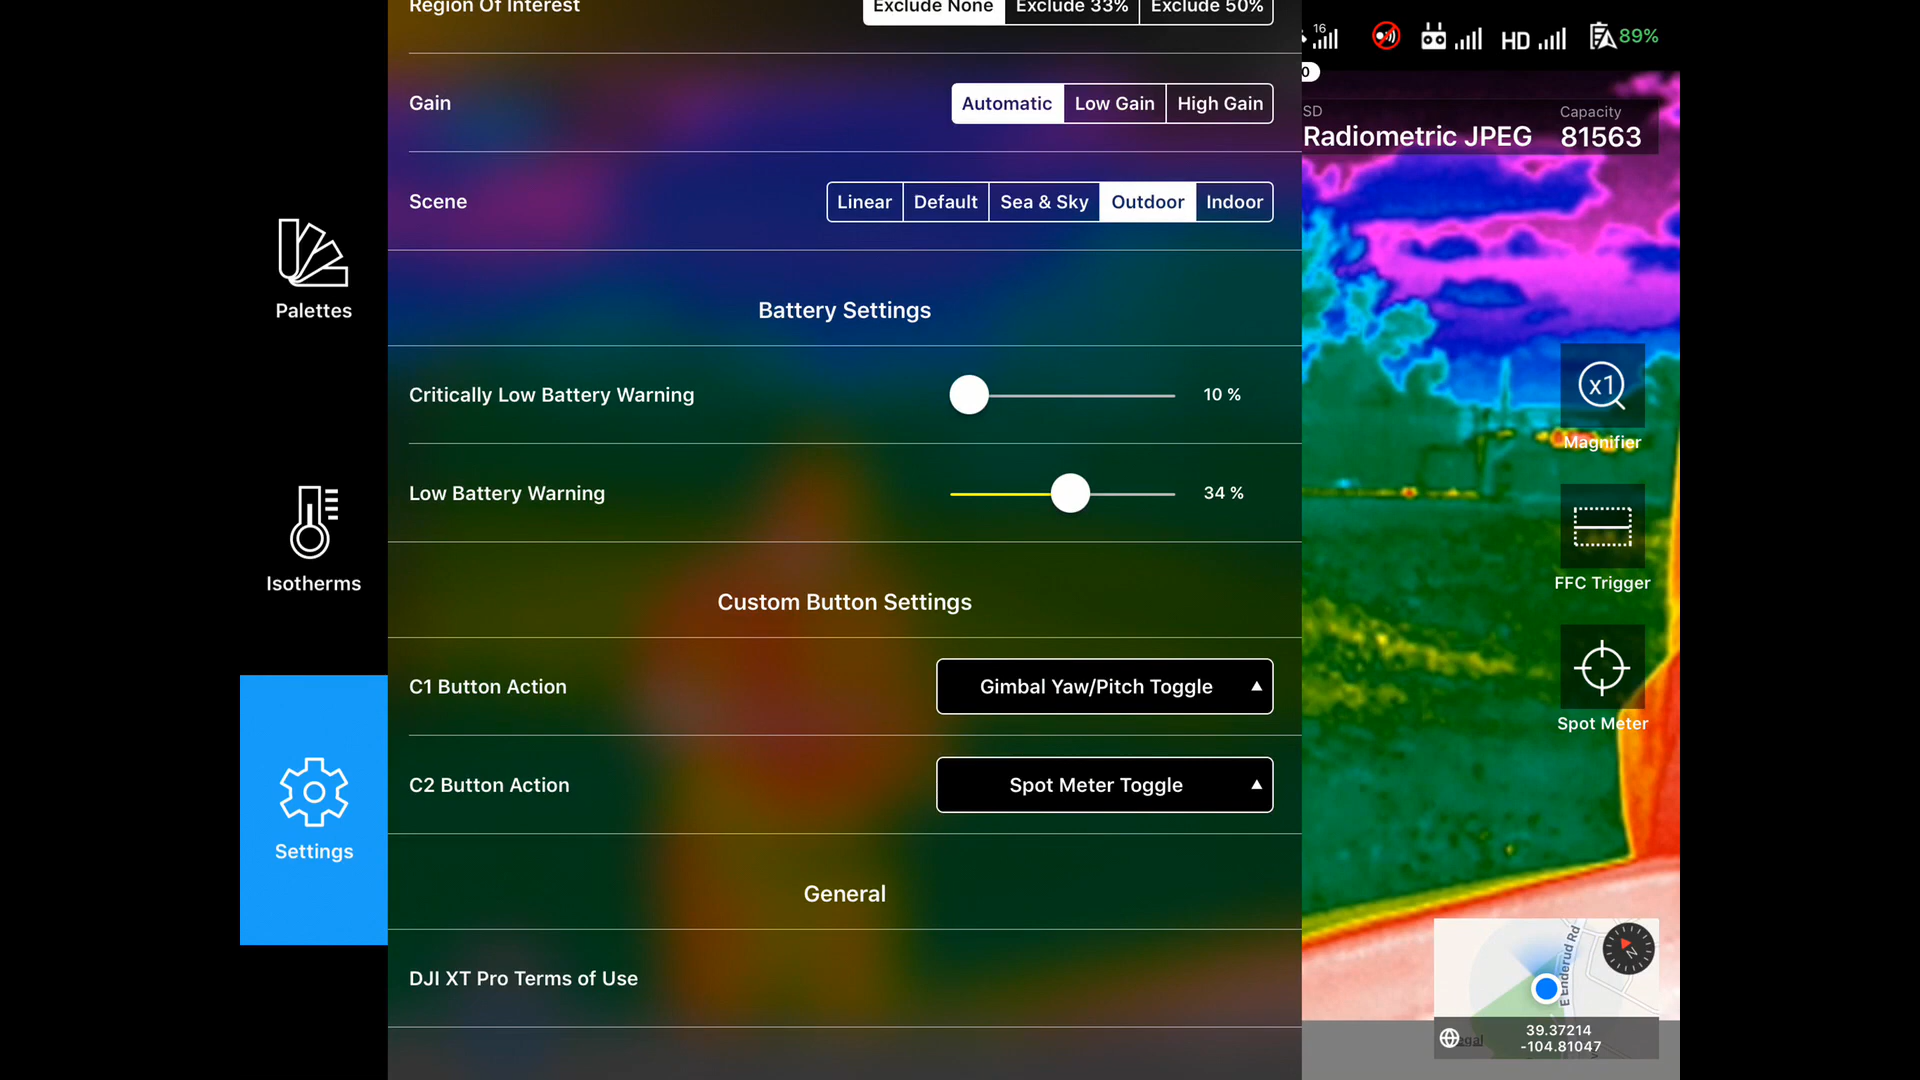 Region Of Interest
Exclude None Exclude 33% Exclude 50%
Gain
Automatic Low Gain High Gain
Scene
Linear Default Sea & Sky Outdoor Indoor
Battery Settings
Critically Low Battery Warning
10 %
Low Battery Warning
34 %
Custom Button Settings
C1 Button Action
Gimbal Yaw/Pitch Toggle
C2 Button Action
Spot Meter Toggle
General
DJI XT Pro Terms of Use
Palettes
Isotherms
Settings
16
HD
89%
0
SD
Radiometric JPEG
Capacity
81563
x1
Magnifier
FFC Trigger
Spot Meter
E Enderud Rd
N
egal
39.37214
-104.81047